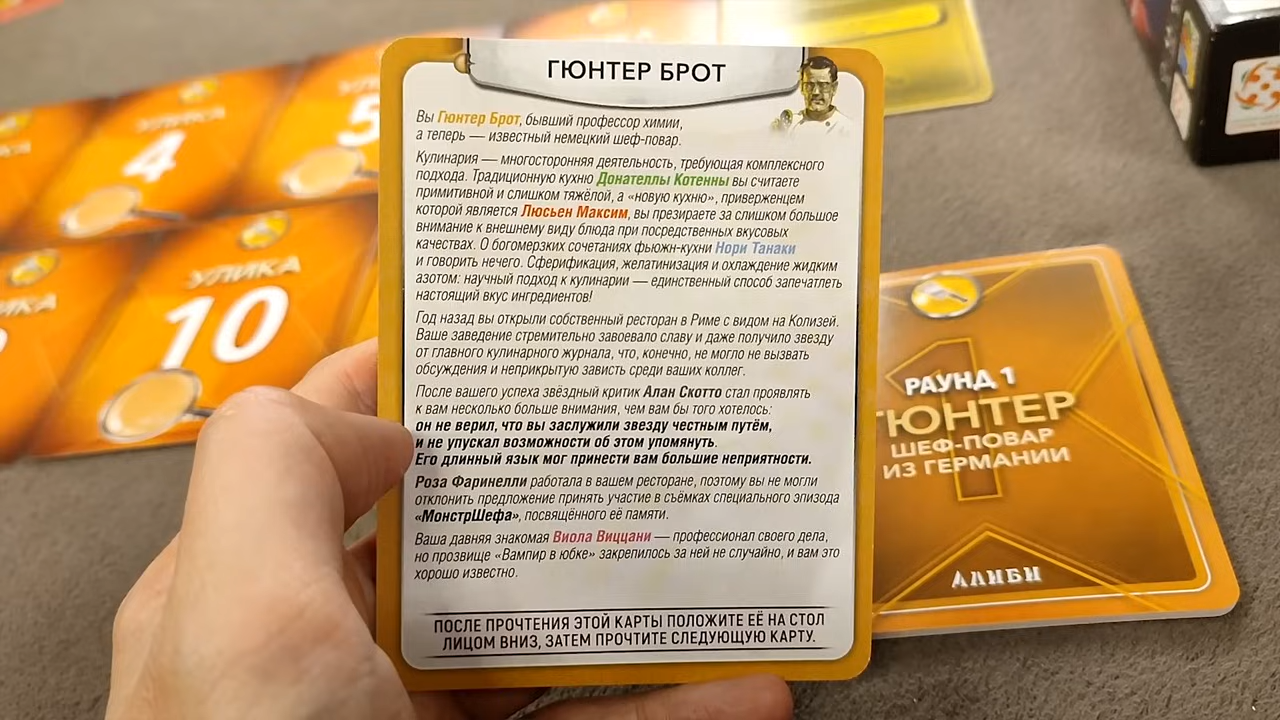 ГЮНТЕР БРОТ
Вы Гюнтер Брот, бывший профессор химии,
а теперь — известный немецкий шеф-повар.
Кулинария — многосторонняя деятельность, требующая комплексного
подхода. Традиционную кухню Донателлы Котенны вы считаете
примитивной и слишком тяжёлой, а «новую кухню», приверженцем
которой является Люсьен Максим, вы презираете за слишком большое
внимание к внешнему виду блюда при посредственных вкусовых
качествах. О богомерзких сочетаниях фьюжн-кухни Нори Танаки
и говорить нечего. Сферификация, желатинизация и охлаждение жидким
азотом: научный подход к кулинарии — единственный способ запечатлеть
настоящий вкус ингредиентов!
Год назад вы открыли собственный ресторан в Риме с видом на Колизей.
Ваше заведение стремительно завоевало славу и даже получило звезду
от главного кулинарного журнала, что, конечно, не могло не вызвать
обсуждения и неприкрытую зависть среди ваших коллег.
После вашего успеха звёздный критик Алан Скотто стал проявлять
к вам несколько больше внимания, чем вам бы того хотелось:
он не верил, что вы заслужили звезду честным путём,
и не упускал возможности об этом упомянуть.
Его длинный язык мог принести вам большие неприятности.
Роза Фаринелли работала в вашем ресторане, поэтому вы не могли
отклонить предложение принять участие в съёмках специального эпизода
«МонстрШефа», посвящённого её памяти.
Ваша давняя знакомая Виола Виццани — профессионал своего дела,
но прозвище «Вампир в юбке» закрепилось за ней не случайно, и вам это
хорошо известно.
ПОСЛЕ ПРОЧТЕНИЯ ЭТОЙ КАРТЫ ПОЛОЖИТЕ ЕЁ НА СТОЛ
ЛИЦОМ ВНИЗ, ЗАТЕМ ПРОЧТИТЕ СЛЕДУЮЩУЮ КАРТУ.
УЛИКА
4
5
УЛИКА
10
1
РАУНД 1
ГЮНТЕР
ШЕФ-ПОВАР
ИЗ ГЕРМАНИИ
АЛИБИ